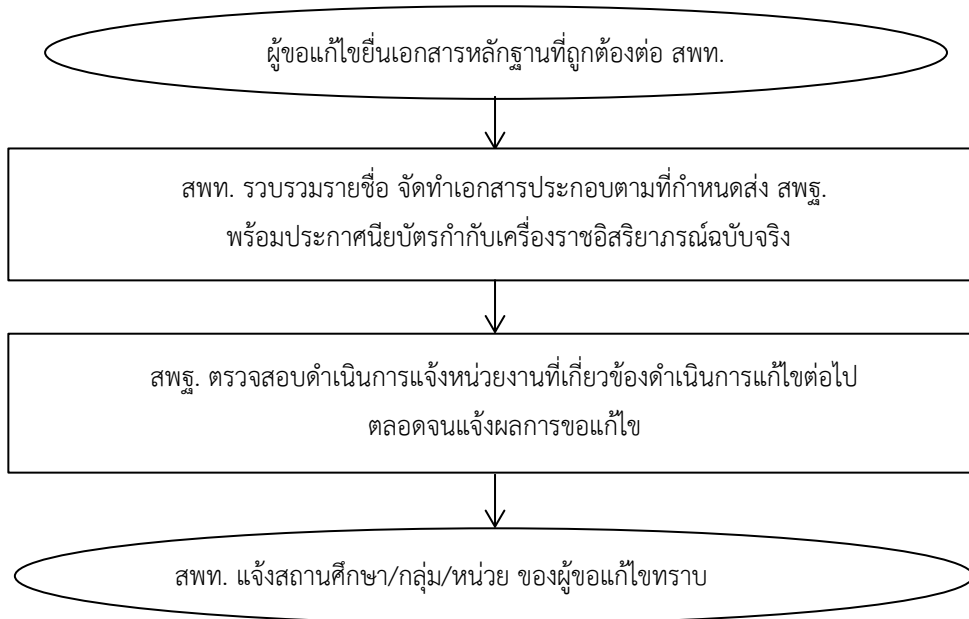 ผู้ขอแก้ไขยื่นเอกสารหลักฐานที่ถูกต้องต่อ สพท.
สพท. รวบรวมรายชื่อ จัดทำเอกสารประกอบตามที่กำหนดส่ง สพฐ.
พร้อมประกาศนียบัตรกำกับเครื่องราชอิสริยาภรณ์ฉบับจริง
สพฐ. ตรวจสอบดำเนินการแจ้งหน่วยงานที่เกี่ยวข้องดำเนินการแก้ไขต่อไป
ตลอดจนแจ้งผลการขอแก้ไข
สพท. แจ้งสถานศึกษา/กลุ่ม/หน่วย ของผู้ขอแก้ไขทราบ